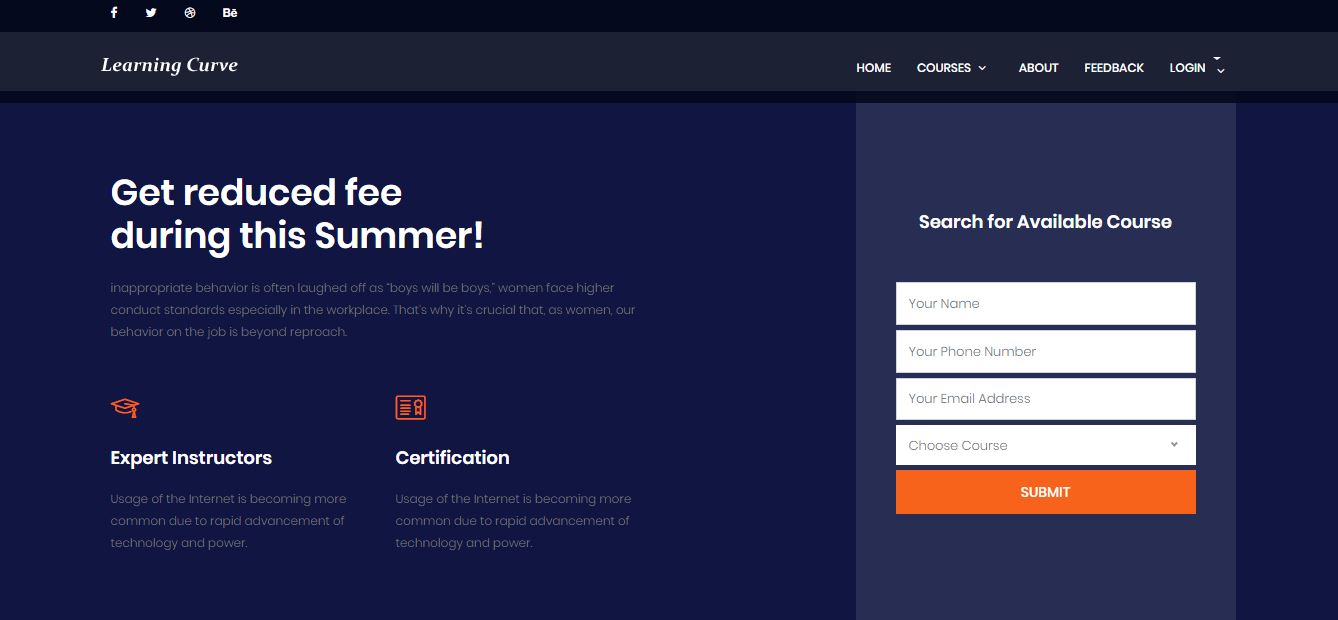 Bē
Learning Curve
HOME COURSES ABOUT FEEDBACK LOGIN
Get reduced fee
during this Summer!
inappropriate behavior is often laughed off as “boys will be boys,” women face higher
conduct standards especially in the workplace. That’s why it’s crucial that, as women, our
behavior on the job is beyond reproach.
Expert Instructors
Usage of the Internet is becoming more
common due to rapid advancement of
technology and power.
Certification
Usage of the Internet is becoming more
common due to rapid advancement of
technology and power.
Search for Available Course
Your Name
Your Phone Number
Your Email Address
Choose Course
SUBMIT